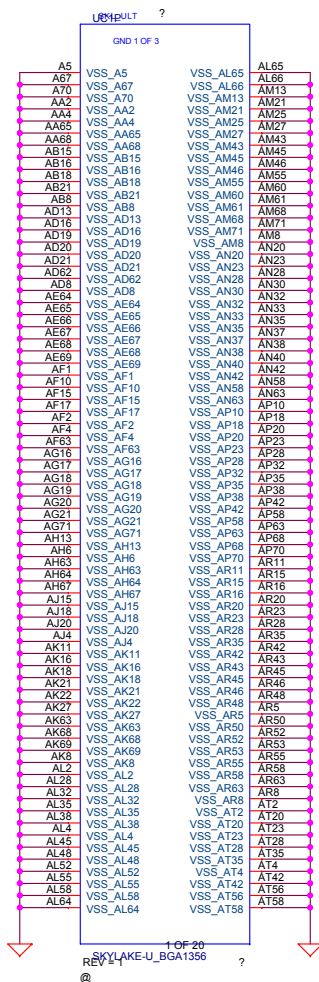 UC1P SKL_ULT ?
GND 1 OF 3
A5 VSS_A5 VSS_AL65 AL65
A67 VSS_A67 VSS_AL66 AL66
A70 VSS_A70 VSS_AM13 AM13
AA2 VSS_AA2 VSS_AM21 AM21
AA4 VSS_AA4 VSS_AM25 AM25
AA65 VSS_AA65 VSS_AM27 AM27
AA68 VSS_AA68 VSS_AM43 AM43
AB15 VSS_AB15 VSS_AM45 AM45
AB16 VSS_AB16 VSS_AM46 AM46
AB18 VSS_AB18 VSS_AM55 AM55
AB21 VSS_AB21 VSS_AM60 AM60
AB8 VSS_AB8 VSS_AM61 AM61
AD13 VSS_AD13 VSS_AM68 AM68
AD16 VSS_AD16 VSS_AM71 AM71
AD19 VSS_AD19 VSS_AM8 AM8
AD20 VSS_AD20 VSS_AN20 AN20
AD21 VSS_AD21 VSS_AN23 AN23
AD62 VSS_AD62 VSS_AN28 AN28
AD8 VSS_AD8 VSS_AN30 AN30
AE64 VSS_AE64 VSS_AN32 AN32
AE65 VSS_AE65 VSS_AN33 AN33
AE66 VSS_AE66 VSS_AN35 AN35
AE67 VSS_AE67 VSS_AN37 AN37
AE68 VSS_AE68 VSS_AN38 AN38
AE69 VSS_AE69 VSS_AN40 AN40
AF1 VSS_AF1 VSS_AN42 AN42
AF10 VSS_AF10 VSS_AN58 AN58
AF15 VSS_AF15 VSS_AN63 AN63
AF17 VSS_AF17 VSS_AP10 AP10
AF2 VSS_AF2 VSS_AP18 AP18
AF4 VSS_AF4 VSS_AP20 AP20
AF63 VSS_AF63 VSS_AP23 AP23
AG16 VSS_AG16 VSS_AP28 AP28
AG17 VSS_AG17 VSS_AP32 AP32
AG18 VSS_AG18 VSS_AP35 AP35
AG19 VSS_AG19 VSS_AP38 AP38
AG20 VSS_AG20 VSS_AP42 AP42
AG21 VSS_AG21 VSS_AP58 AP58
AG71 VSS_AG71 VSS_AP63 AP63
AH13 VSS_AH13 VSS_AP68 AP68
AH6 VSS_AH6 VSS_AP70 AP70
AH63 VSS_AH63 VSS_AR11 AR11
AH64 VSS_AH64 VSS_AR15 AR15
AH67 VSS_AH67 VSS_AR16 AR16
AJ15 VSS_AJ15 VSS_AR20 AR20
AJ18 VSS_AJ18 VSS_AR23 AR23
AJ20 VSS_AJ20 VSS_AR28 AR28
AJ4 VSS_AJ4 VSS_AR35 AR35
AK11 VSS_AK11 VSS_AR42 AR42
AK16 VSS_AK16 VSS_AR43 AR43
AK18 VSS_AK18 VSS_AR45 AR45
AK21 VSS_AK21 VSS_AR46 AR46
AK22 VSS_AK22 VSS_AR48 AR48
AK27 VSS_AK27 VSS_AR5 AR5
AK63 VSS_AK63 VSS_AR50 AR50
AK68 VSS_AK68 VSS_AR52 AR52
AK69 VSS_AK69 VSS_AR53 AR53
AK8 VSS_AK8 VSS_AR55 AR55
AL2 VSS_AL2 VSS_AR58 AR58
AL28 VSS_AL28 VSS_AR63 AR63
AL32 VSS_AL32 VSS_AR8 AR8
AL35 VSS_AL35 VSS_AT2 AT2
AL38 VSS_AL38 VSS_AT20 AT20
AL4 VSS_AL4 VSS_AT23 AT23
AL45 VSS_AL45 VSS_AT28 AT28
AL48 VSS_AL48 VSS_AT35 AT35
AL52 VSS_AL52 VSS_AT4 AT4
AL55 VSS_AL55 VSS_AT42 AT42
AL58 VSS_AL58 VSS_AT56 AT56
AL64 VSS_AL64 VSS_AT58 AT58
1 OF 20
SKYLAKE-U_BGA1356
REV = 1 ?
@